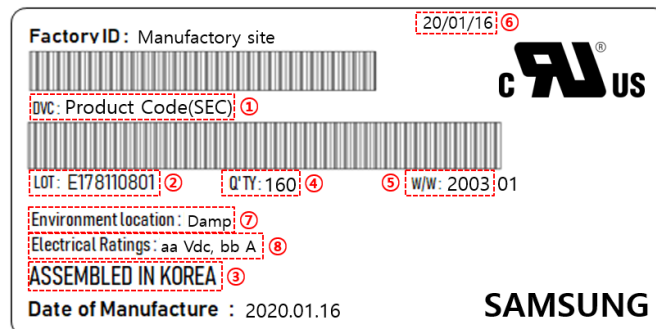 20/01/16 ⑥
Factory ID : Manufactory site
c RU ® US
DVC : Product Code(SEC) ①
LOT : E178110801 ② Q'TY : 160 ④ ⑤ W/W : 2003 01
Environment location : Damp ⑦
Electrical Ratings : aa Vdc, bb A ⑧
ASSEMBLED IN KOREA ③
Date of Manufacture : 2020.01.16
SAMSUNG